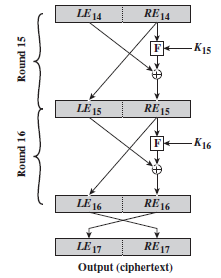 LE14 RE14
Round 15
F
K15
LE15 RE15
Round 16
F
K16
LE16 RE16
LE17 RE17
Output (ciphertext)